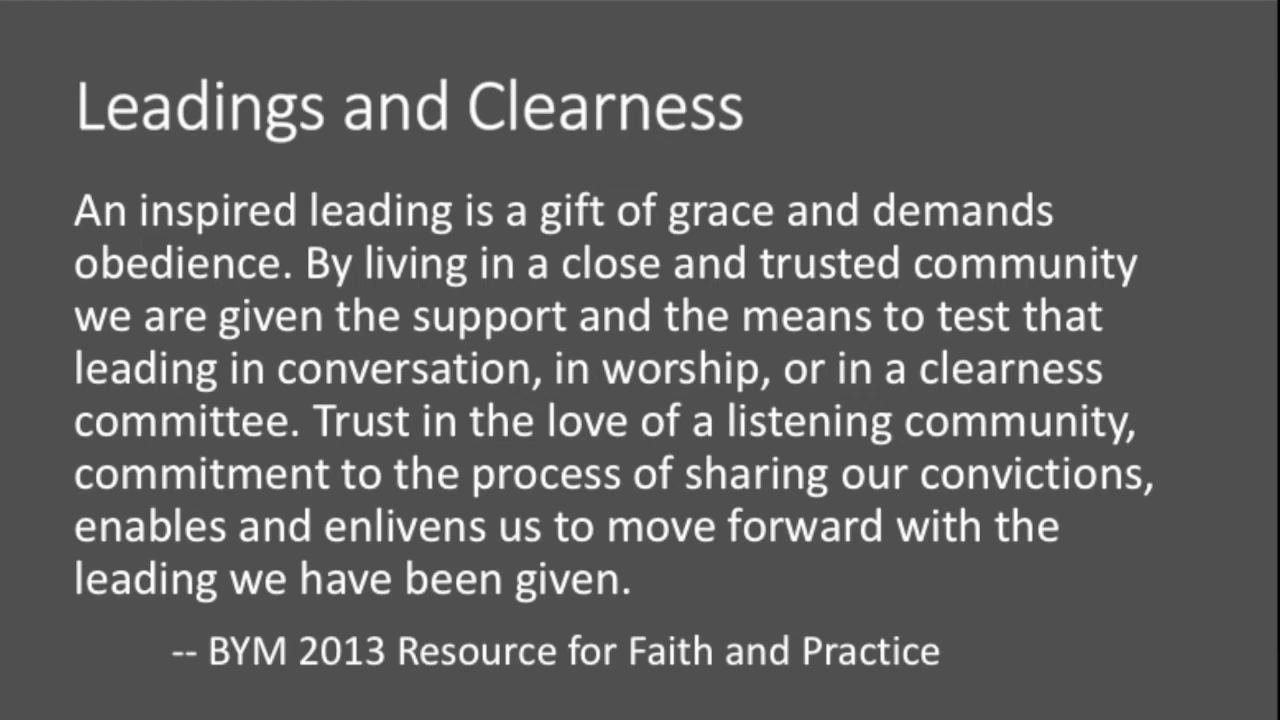 Leadings and Clearness
An inspired leading is a gift of grace and demands
obedience. By living in a close and trusted community
we are given the support and the means to test that
leading in conversation, in worship, or in a clearness
committee. Trust in the love of a listening community,
commitment to the process of sharing our convictions,
enables and enlivens us to move forward with the
leading we have been given.
-- BYM 2013 Resource for Faith and Practice